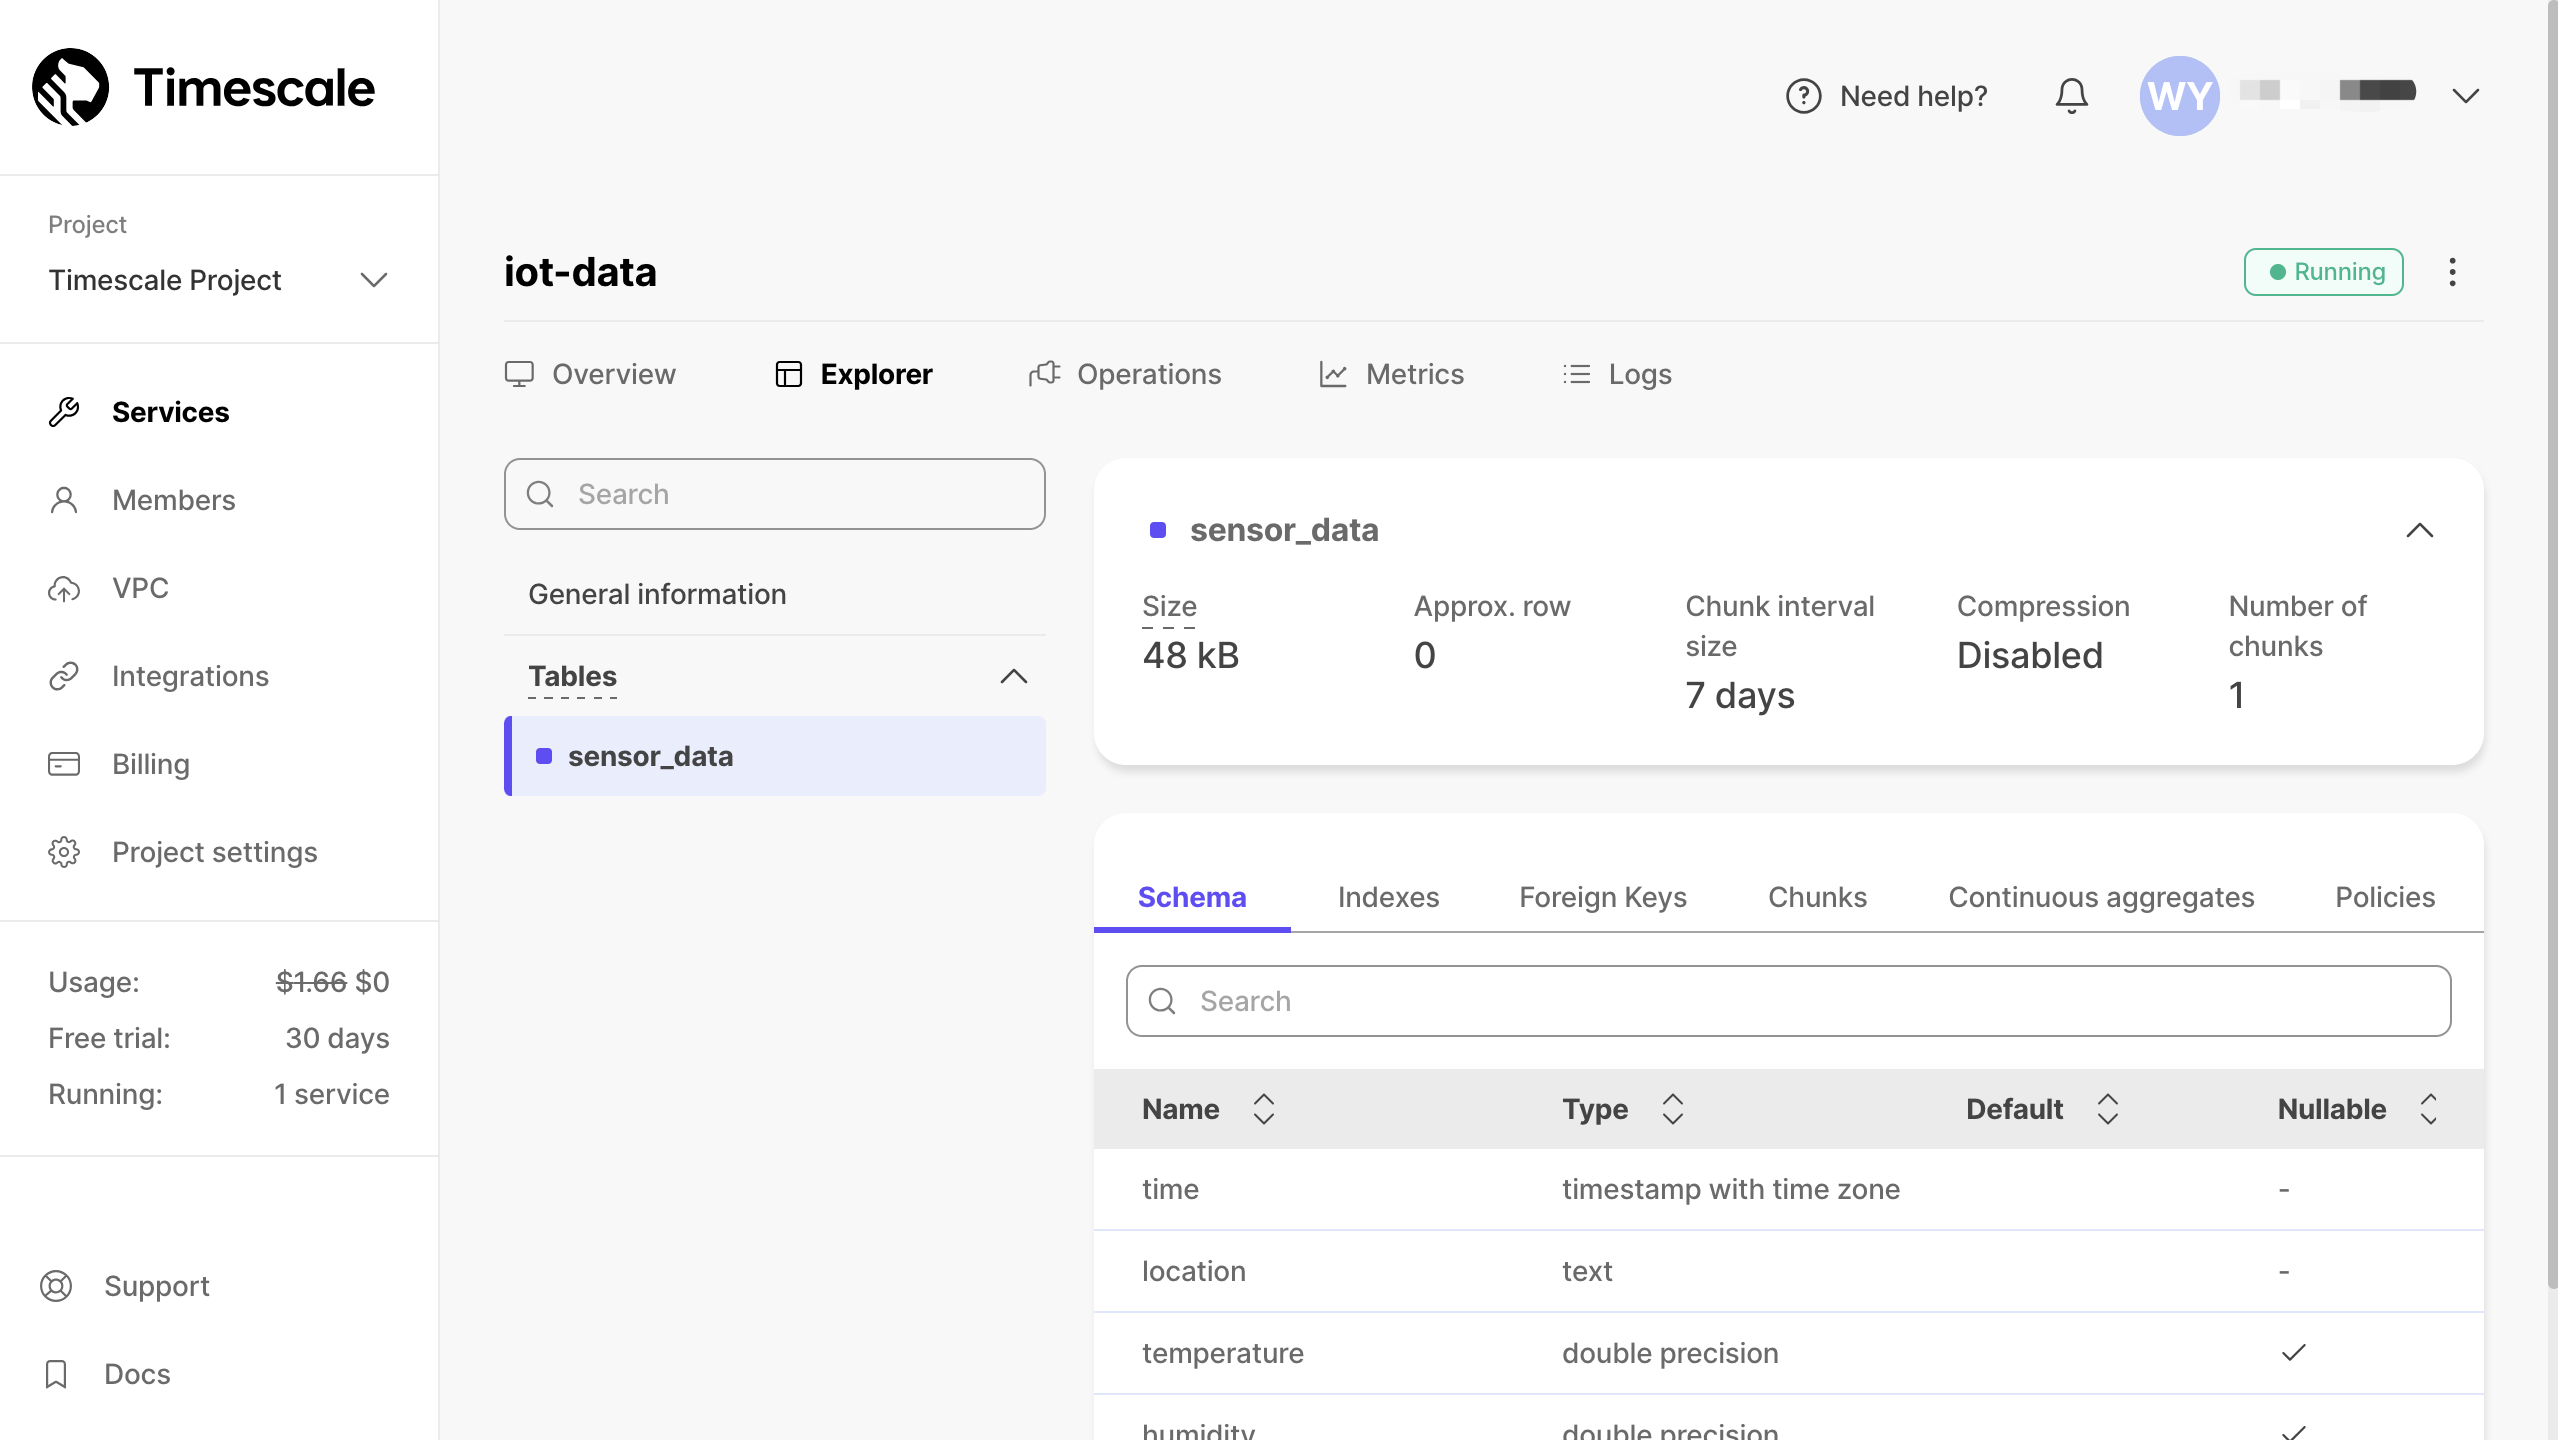 Timescale
Need help?
WY
Project
Timescale Project
Services
Members
VPC
Integrations
Billing
Project settings
Usage: $1.66 $0
Free trial: 30 days
Running: 1 service
Support
Docs
iot-data
Running
Overview Explorer Operations Metrics Logs
Search
General information
Tables
sensor_data
sensor_data
Size
48 kB
Approx. row
0
Chunk interval
size
7 days
Compression
Disabled
Number of
chunks
1
Schema Indexes Foreign Keys Chunks Continuous aggregates Policies
Search
Name Type Default Nullable
time timestamp with time zone -
location text -
temperature double precision ✓
humidity double precision ✓